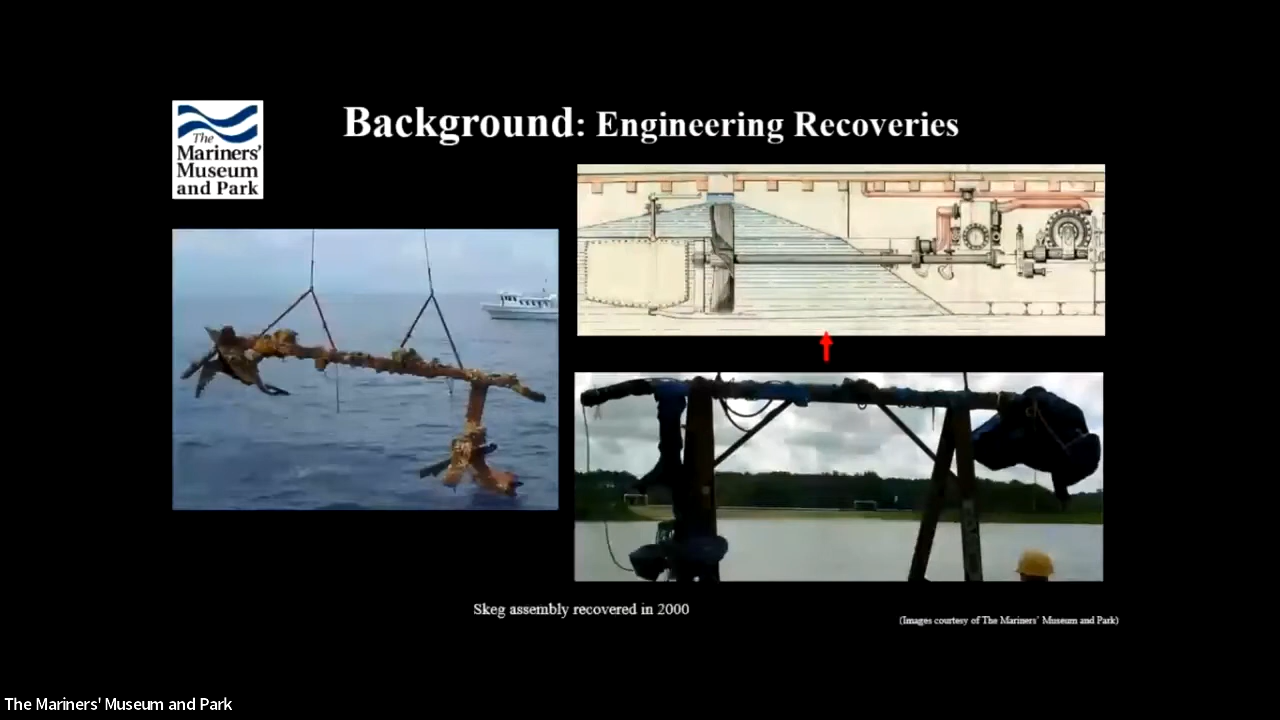 The
Mariners'
Museum
and Park
Background: Engineering Recoveries
Skeg assembly recovered in 2000
(Images courtesy of The Mariners' Museum and Park)
The Mariners' Museum and Park